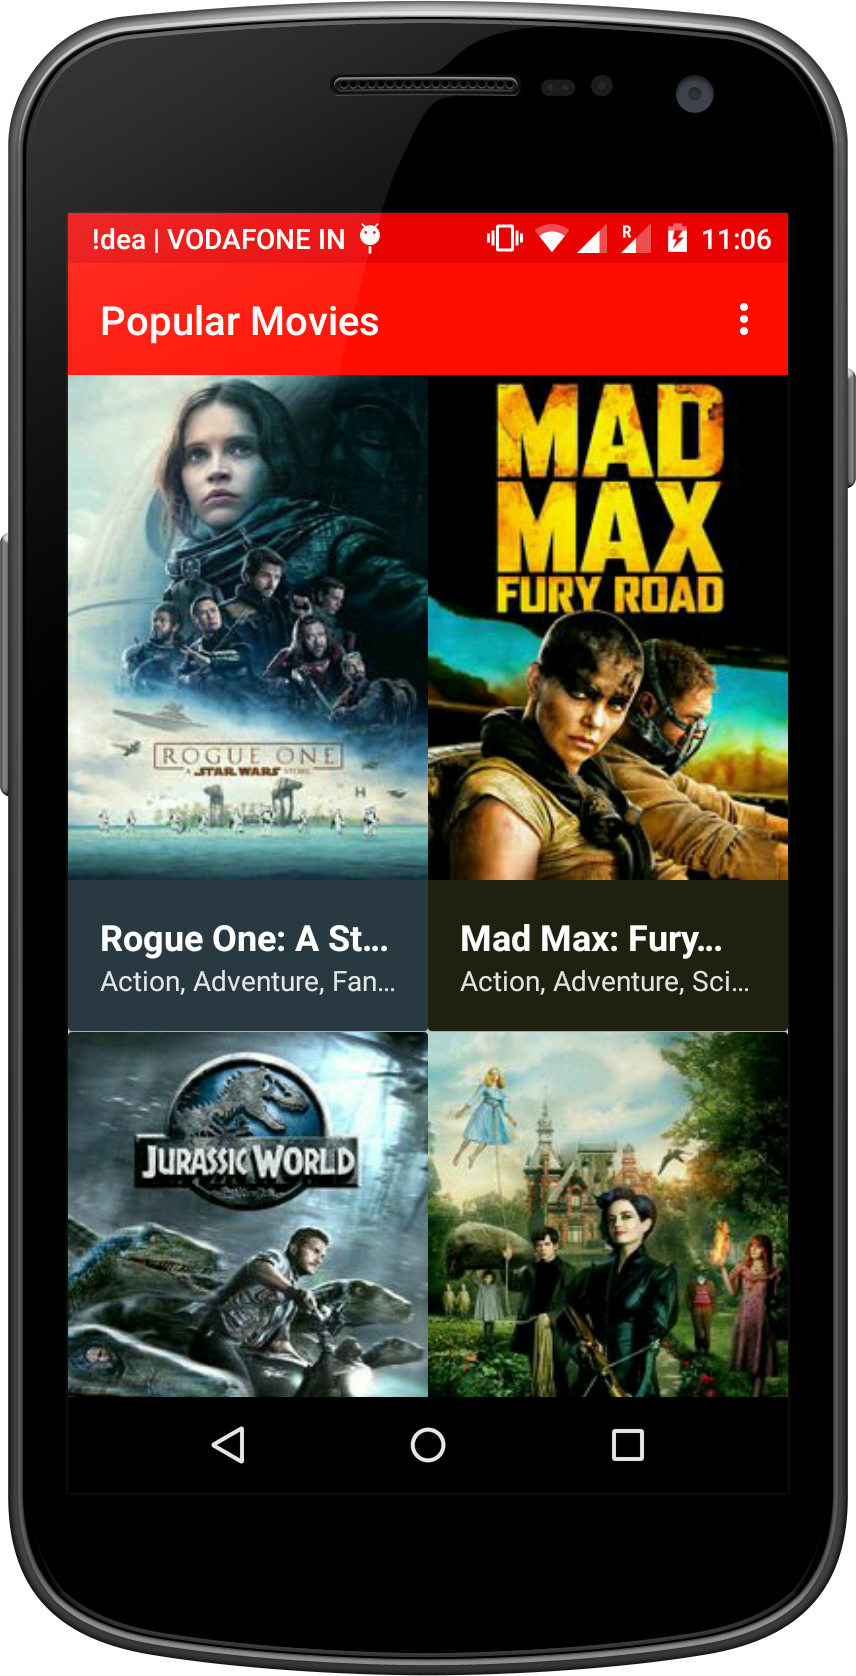 !dea | VODAFONE IN
R
11:06
Popular Movies
ROGUE ONE
A STAR WARS STORY
MAD
MAX
FURY ROAD
Rogue One: A St...
Action, Adventure, Fan...
Mad Max: Fury...
Action, Adventure, Sci...
JURASSIC WORLD